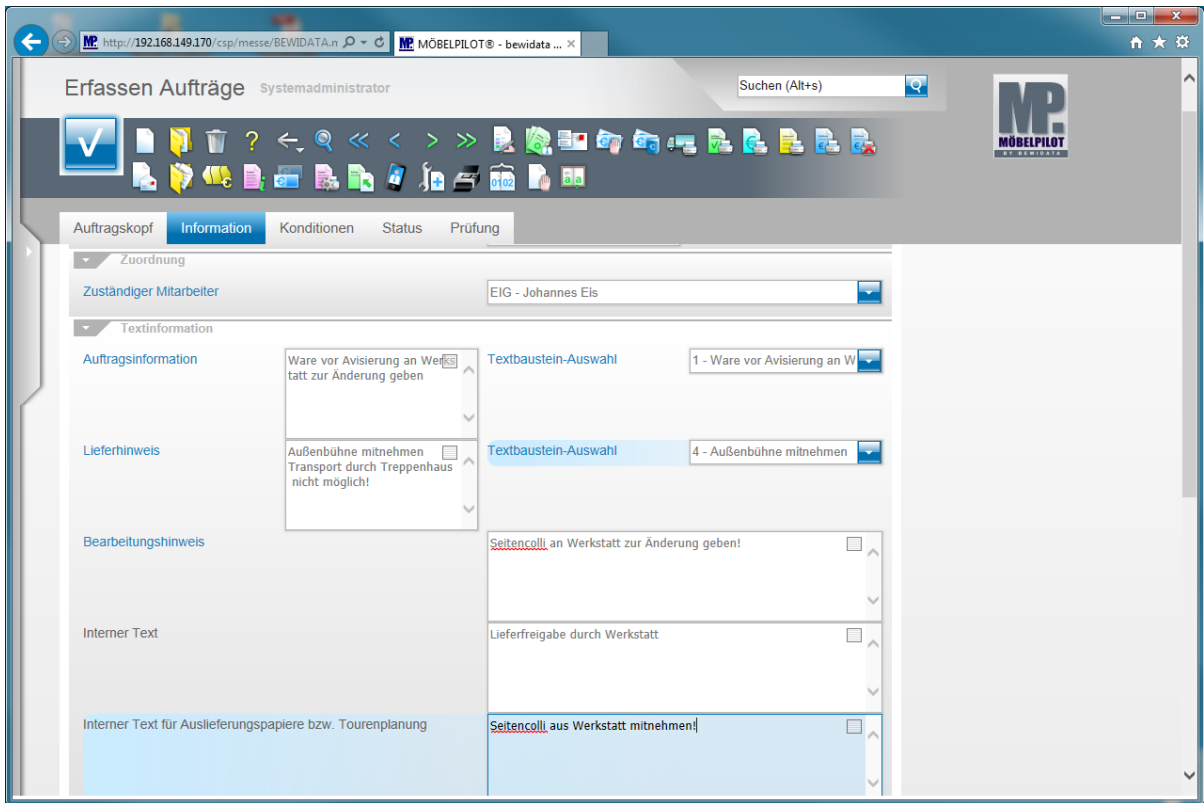 http://192.168.149.170/csp/messe/BEWIDATA.n
MP. MÖBELPILOT® - bewidata ... ×
Erfassen Aufträge Systemadministrator
Suchen (Alt+s)
MP.
MÖBELPILOT
BY BEWIDATA
0102
a a
Auftragskopf Information Konditionen Status Prüfung
Zuordnung
Zuständiger Mitarbeiter EIG - Johannes Eis
Textinformation
Auftragsinformation Ware vor Avisierung an Werks Textbaustein-Auswahl 1 - Ware vor Avisierung an W
tatt zur Änderung geben
Lieferhinweis Außenbühne mitnehmen Textbaustein-Auswahl 4 - Außenbühne mitnehmen
Transport durch Treppenhaus
nicht möglich!
Bearbeitungshinweis Seitencolli an Werkstatt zur Änderung geben!
Interner Text Lieferfreigabe durch Werkstatt
Interner Text für Auslieferungspapiere bzw. Tourenplanung Seitencolli aus Werkstatt mitnehmen!